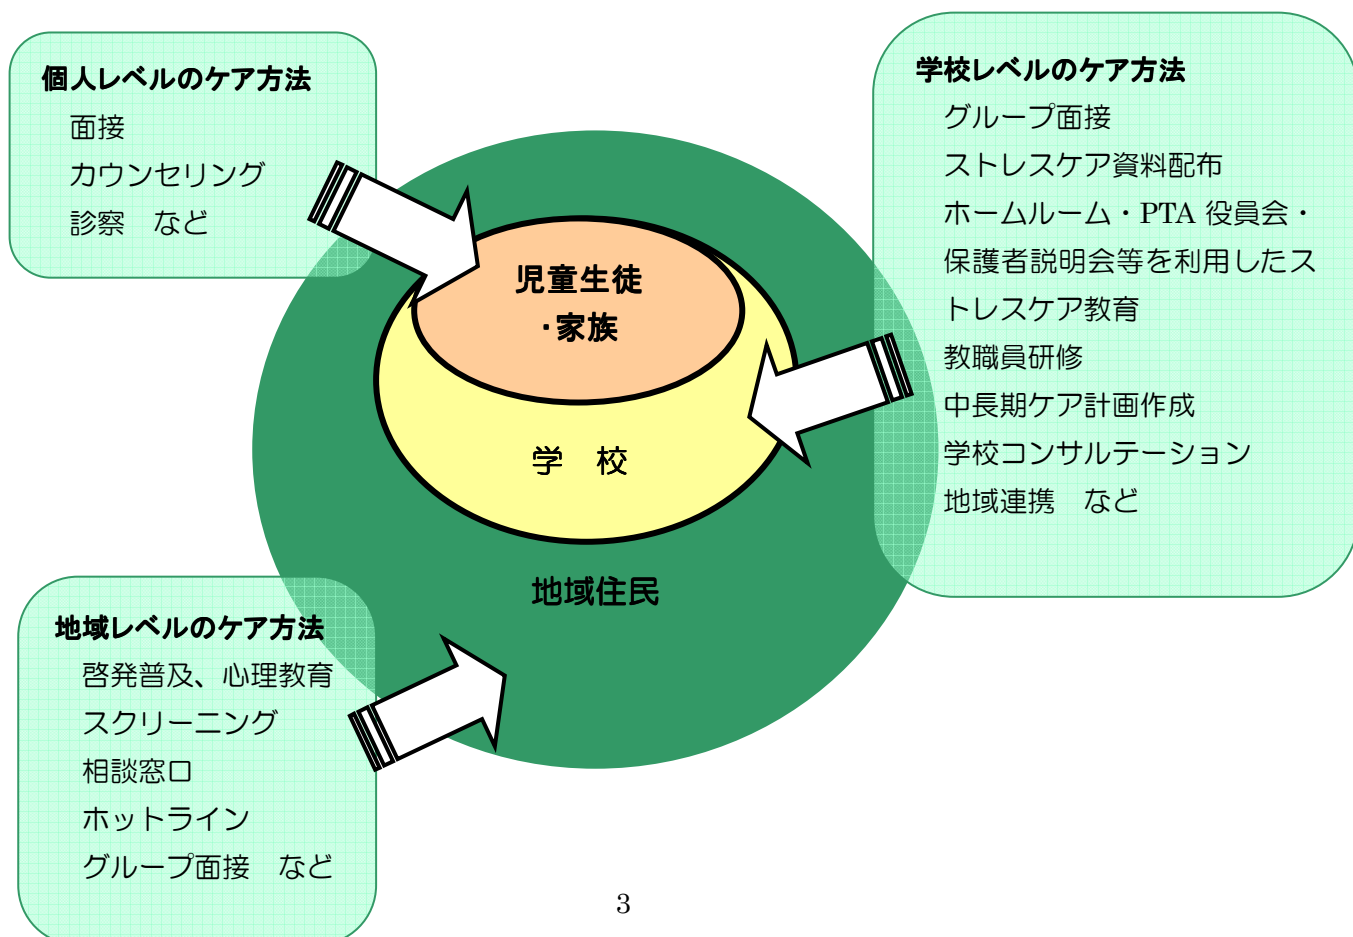 個人レベルのケア方法
面接
カウンセリング
診察　など
学校レベルのケア方法
グループ面接
ストレスケア資料配布
ホームルーム・PTA 役員会・
保護者説明会等を利用したス
トレスケア教育
教職員研修
中長期ケア計画作成
学校コンサルテーション
地域連携　など
児童生徒
・家族
学　校
地域住民
地域レベルのケア方法
啓発普及、心理教育
スクリーニング
相談窓口
ホットライン
グループ面接　など
3